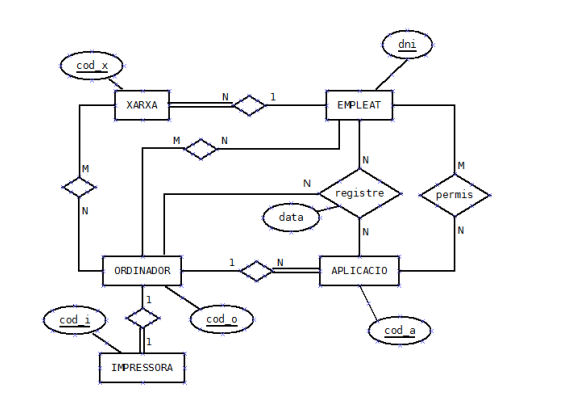 dni
cod_x
XARXA
N
1
EMPLEAT
M
N
M
N
M
N
N
registre
permis
data
N
N
ORDINADOR
1
N
APLICACIO
1
cod_i
cod_o
cod_a
1
IMPRESSORA